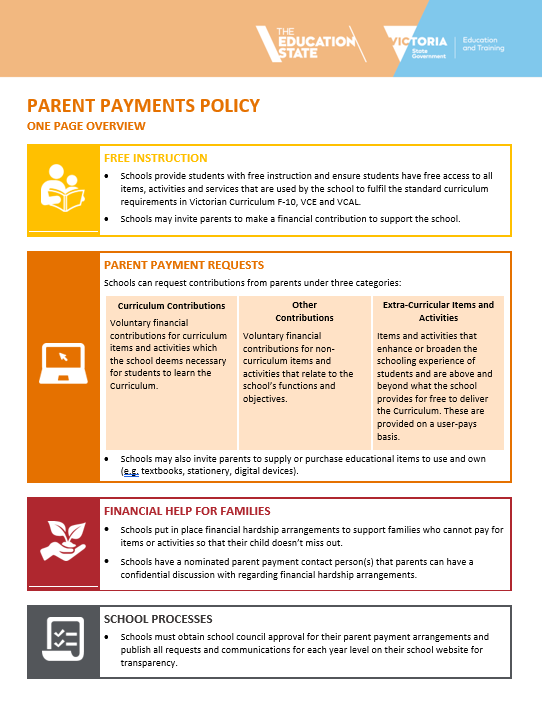 THE
EDUCATION
STATE
VICTORIA
State
Government
Education
and Training
PARENT PAYMENTS POLICY
ONE PAGE OVERVIEW
FREE INSTRUCTION
• Schools provide students with free instruction and ensure students have free access to all
items, activities and services that are used by the school to fulfil the standard curriculum
requirements in Victorian Curriculum F-10, VCE and VCAL.
• Schools may invite parents to make a financial contribution to support the school.
PARENT PAYMENT REQUESTS
Schools can request contributions from parents under three categories:
Curriculum Contributions
Voluntary financial
contributions for curriculum
items and activities which
the school deems necessary
for students to learn the
Curriculum.
Other
Contributions
Voluntary financial
contributions for non-
curriculum items and
activities that relate to the
school's functions and
objectives.
Extra-Curricular Items and
Activities
Items and activities that
enhance or broaden the
schooling experience of
students and are above and
beyond what the school
provides for free to deliver
the Curriculum. These are
provided on a user-pays
basis.
• Schools may also invite parents to supply or purchase educational items to use and own
(e.g. textbooks, stationery, digital devices).
FINANCIAL HELP FOR FAMILIES
• Schools put in place financial hardship arrangements to support families who cannot pay for
items or activities so that their child doesn't miss out.
• Schools have a nominated parent payment contact person(s) that parents can have a
confidential discussion with regarding financial hardship arrangements.
SCHOOL PROCESSES
• Schools must obtain school council approval for their parent payment arrangements and
publish all requests and communications for each year level on their school website for
transparency.